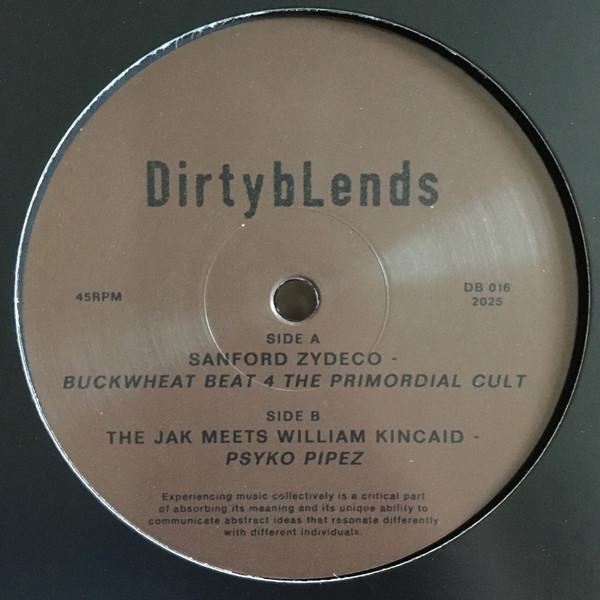 DirtybLends
45RPM
DB 016
2025
SIDE A
SANFORD ZYDECO -
BUCKWHEAT BEAT 4 THE PRIMORDIAL CULT
SIDE B
THE JAK MEETS WILLIAM KINCAID -
PSYKO PIPEZ
Experiencing music collectively is a critical part
of absorbing its meaning and its unique ability to
communicate abstract ideas that resonate differently
with different individuals.